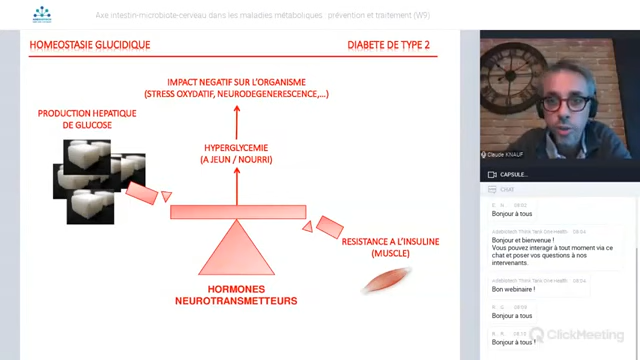 Axe intestin-microbiote-cerveau dans les maladies métaboliques : prévention et traitement (W9)
HOMEOSTASIE GLUCIDIQUE
DIABETE DE TYPE 2
IMPACT NEGATIF SUR L'ORGANISME
(STRESS OXYDATIF, NEURODEGENERESCENCE,...)
PRODUCTION HEPATIQUE
DE GLUCOSE
HYPERGLYCEMIE
(A JEUN / NOURRI)
RESISTANCE A L'INSULINE
(MUSCLE)
HORMONES
NEUROTRANSMETTEURS
Claude KNAUF
CAPSULE...
CHAT
Bonjour à tous
Bonjour et bienvenue !
Vous pouvez interagir à tout moment via ce
chat et poser vos questions à nos
intervenants.
Bon webinaire !
Bonjour a tous
Bonjour à tous !
ClickMeeting